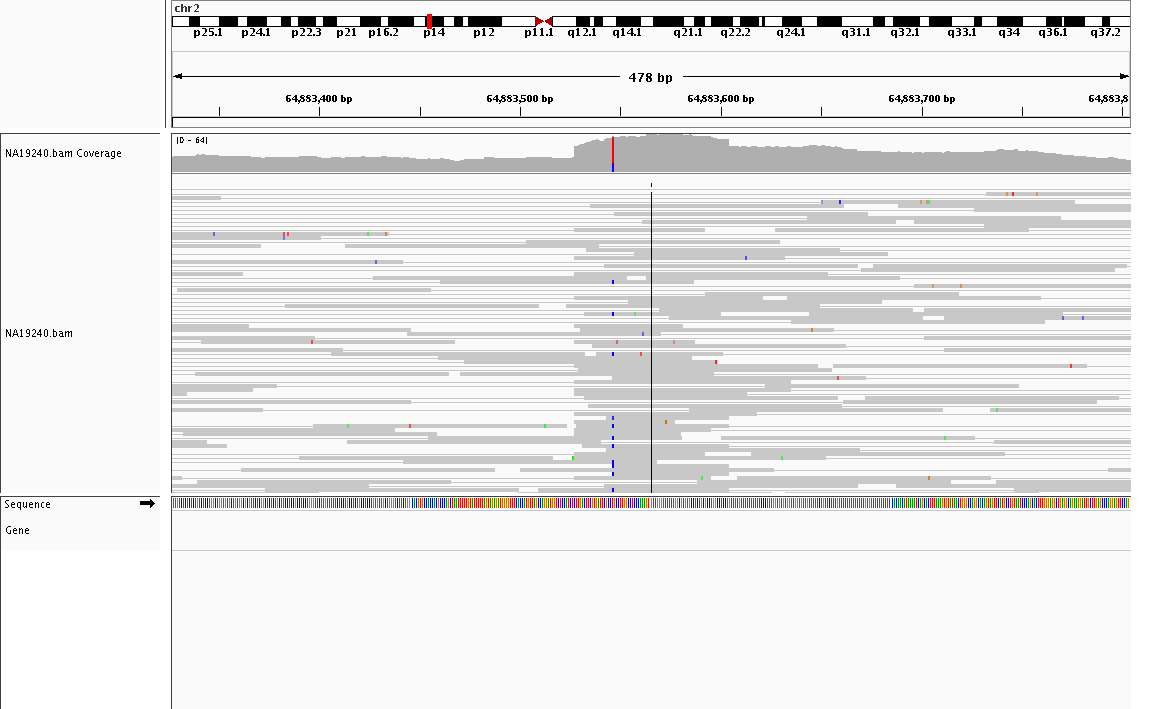 chr2
p25.1 p24.1 p22.3 p21 p16.2 p14 p12 p11.1 q12.1 q14.1 q21.1 q22.2 q24.1 q31.1 q32.1 q33.1 q34 q36.1 q37.2
478 bp
64,883,400 bp 64,883,500 bp 64,883,600 bp 64,883,700 bp 64,883,8
[0 - 64]
NA19240.bam Coverage
NA19240.bam
Sequence
Gene